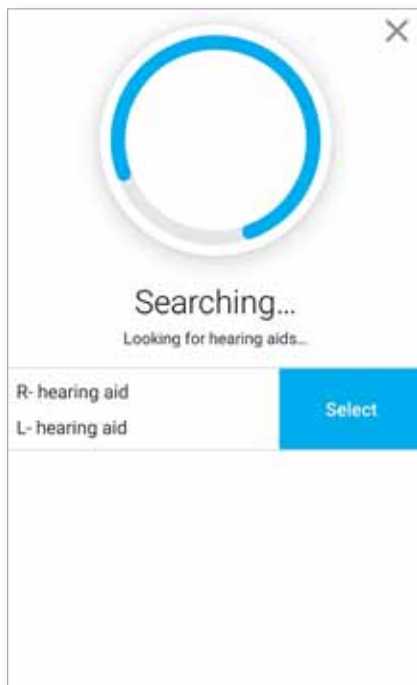 Searching...
Looking for hearing aids...
R- hearing aid
L- hearing aid
Select